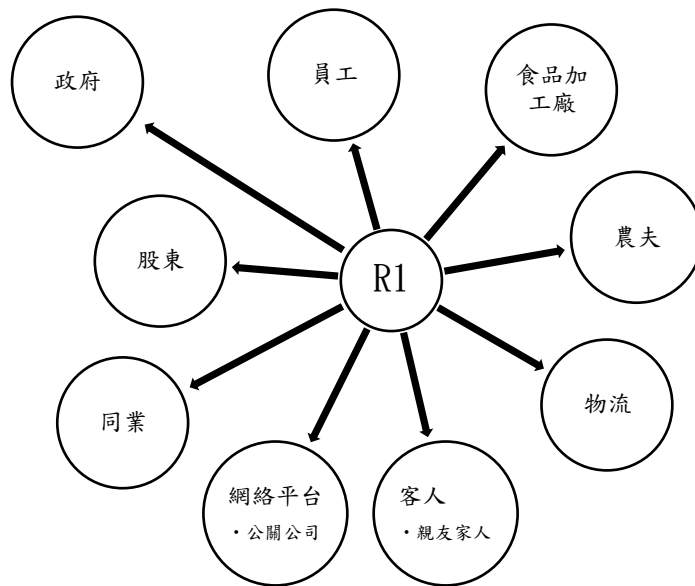 政府
員工
食品加
工廠
股東
R1
農夫
同業
物流
網絡平台
・公關公司
客人
・親友家人